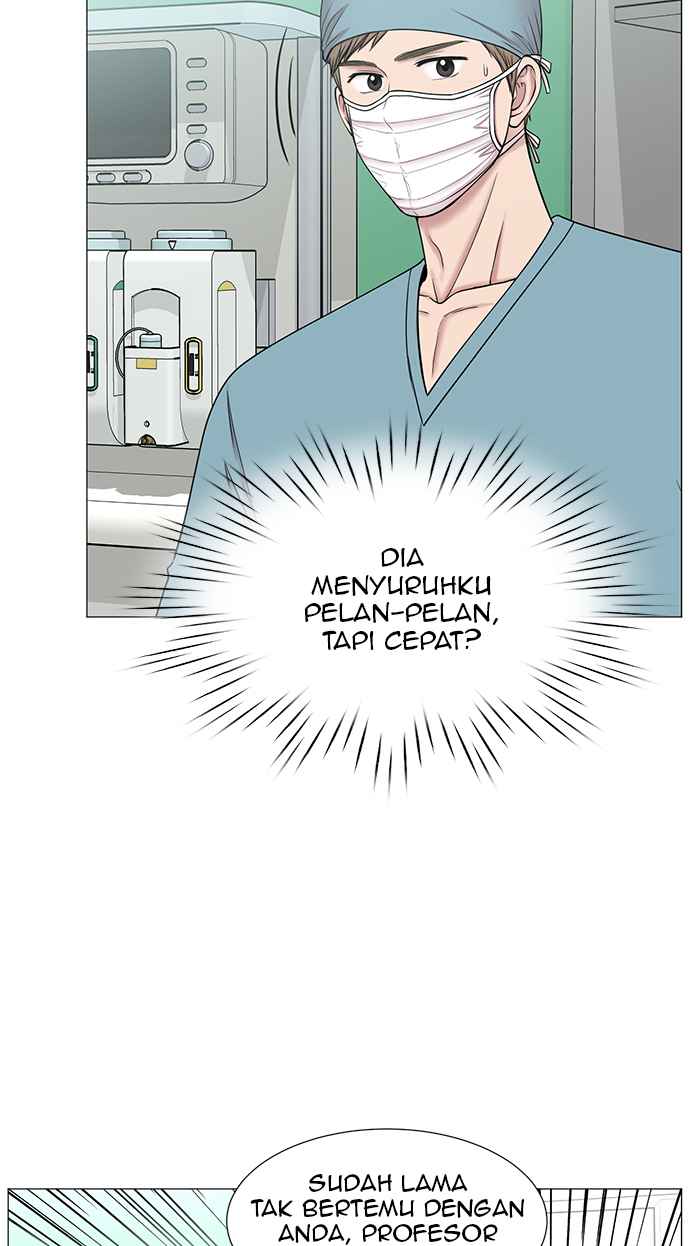 DIA
MENYURUHKU
PELAN-PELAN,
TAPI CEPAT?
SUDAH LAMA
TAK BERTEMU DENGAN
ANDA, PROFESOR